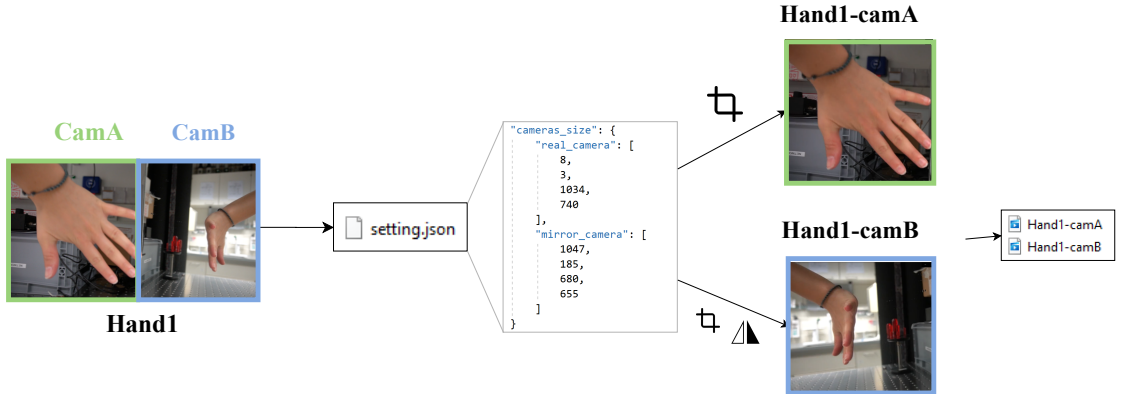 Hand1-camA
CamA
CamB
Hand1
setting.json
"cameras_size": {
"real_camera": [
8,
3,
1034,
740
],
"mirror_camera": [
1047,
185,
680,
655
]
}
Hand1-camB
Hand1-camA
Hand1-camB